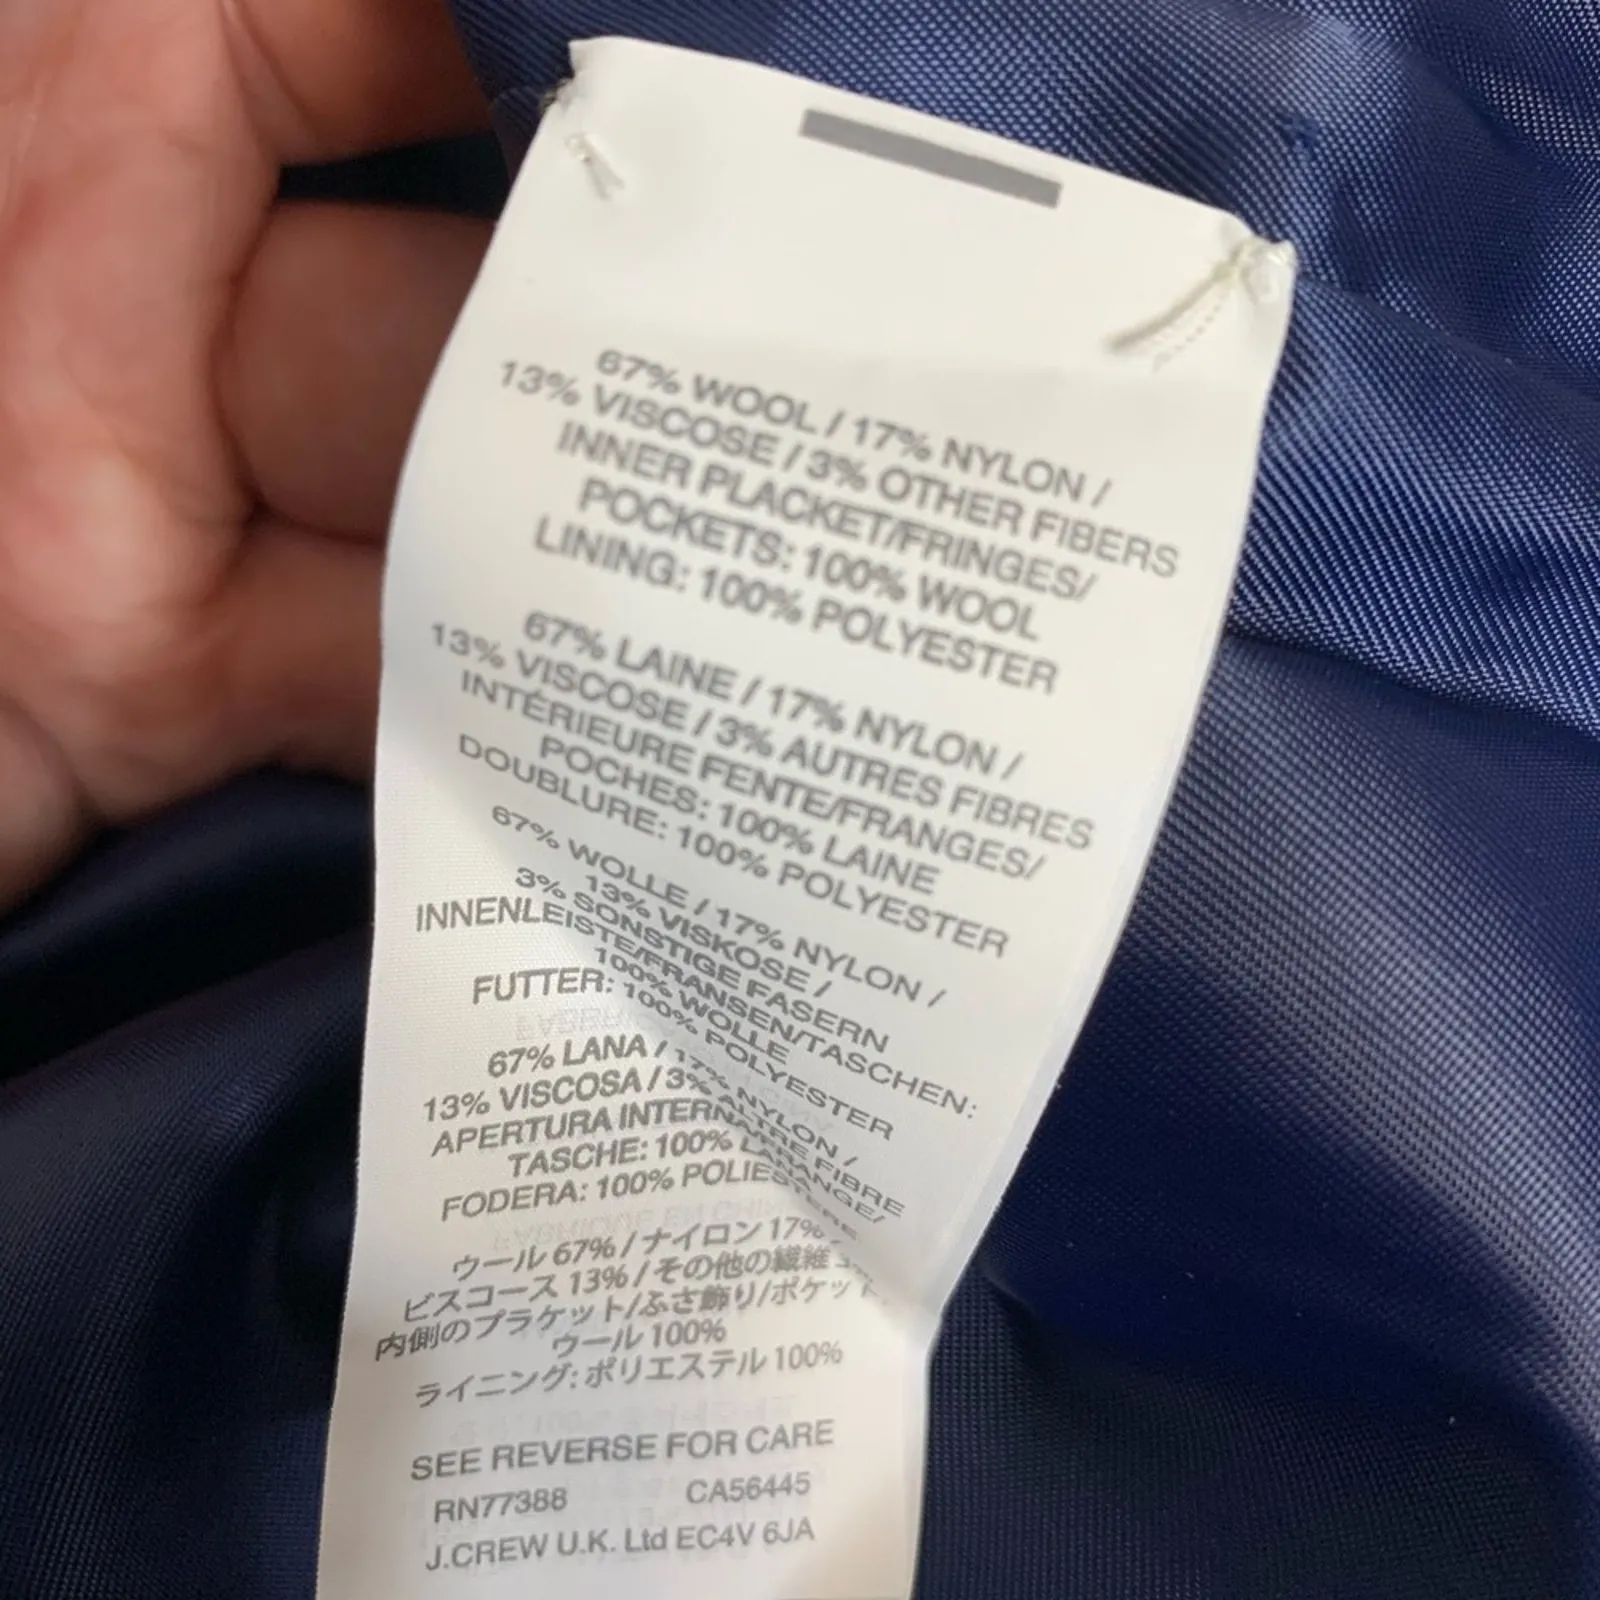 67% WOOL / 17% NYLON /
13% VISCOSE / 3% OTHER FIBERS
INNER PLACKET/FRINGES/
POCKETS: 100% WOOL
LINING: 100% POLYESTER
67% LAINE / 17% NYLON /
13% VISCOSE / 3% AUTRES FIBRES
INTÉRIEURE FENTE/FRANGES/
POCHES: 100% LAINE
DOUBLURE: 100% POLYESTER
67% WOLLE / 17% NYLON /
13% VISKOSE /
3% SONSTIGE FASERN
INNENLEISTE/FRANSEN/TASCHEN:
100% WOLLE
FUTTER: 100% POLYESTER
67% LANA / 17% NYLON /
13% VISCOSA / 3% ALTRE FIBRE
APERTURA INTERNA/FRANGE/
TASCHE: 100% LANA
FODERA: 100% POLIESTERE
ウール 67% / ナイロン 17% /
ビスコース 13% / その他の繊維
内側のプラケット/ふさ飾り/ポケット
ウール 100%
ライニング: ポリエステル 100%
SEE REVERSE FOR CARE
RN77388 CA56445
J.CREW U.K. Ltd EC4V 6JA